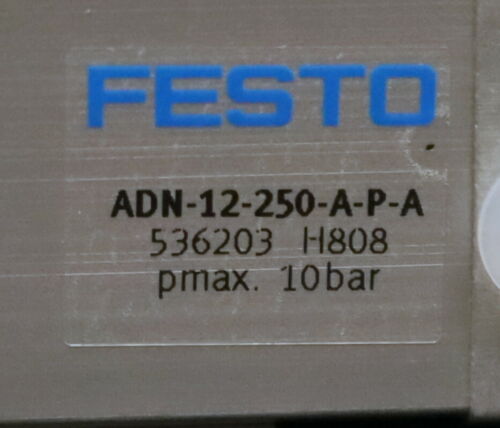 FESTO
ADN-12-250-A-P-A
536203 H808
pmax. 10bar